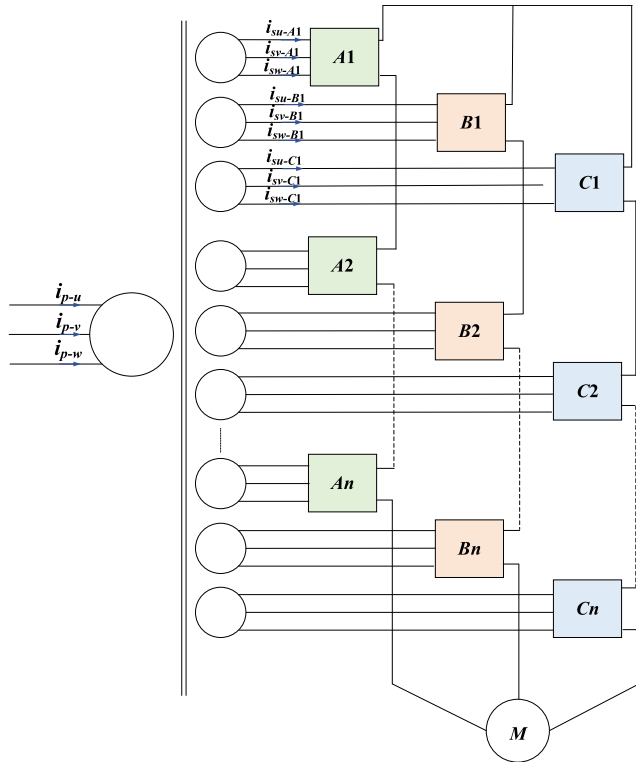 i_su-A1
i_sv-A1
i_sw-A1
A1
i_su-B1
i_sv-B1
i_sw-B1
B1
i_su-C1
i_sv-C1
i_sw-C1
C1
A2
i_p-u
i_p-v
i_p-w
B2
C2
An
Bn
Cn
M